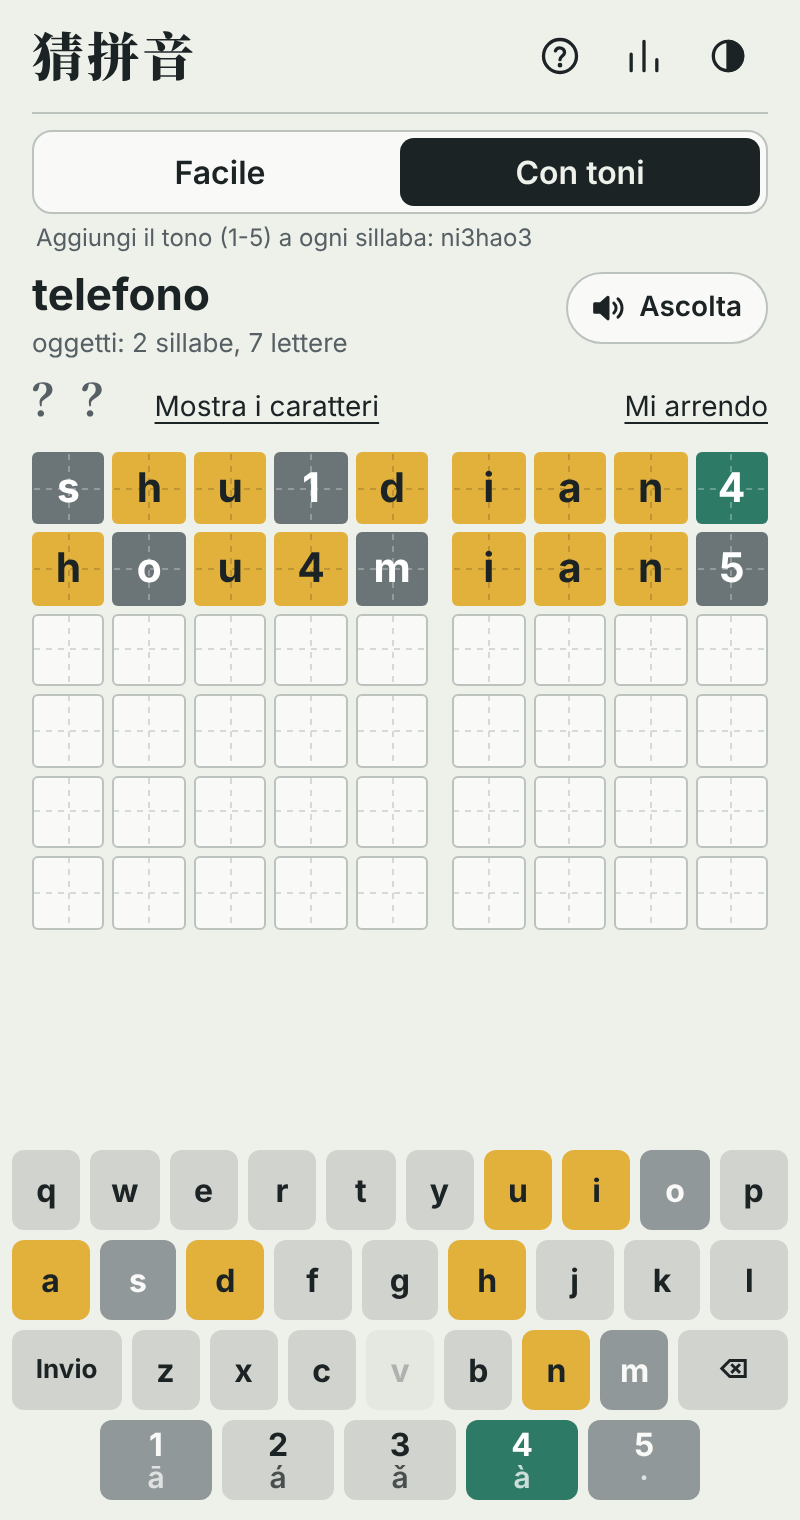 猜拼音
Facile Con toni
Aggiungi il tono (1-5) a ogni sillaba: ni3hao3
telefono
Ascolta
oggetti: 2 sillabe, 7 lettere
? ? Mostra i caratteri Mi arrendo
s h u 1 d i a n 4
h o u 4 m i a n 5
q w e r t y u i o p
a s d f g h j k l
Invio z x c v b n m
1 2 3 4 5
ā á ǎ à ·